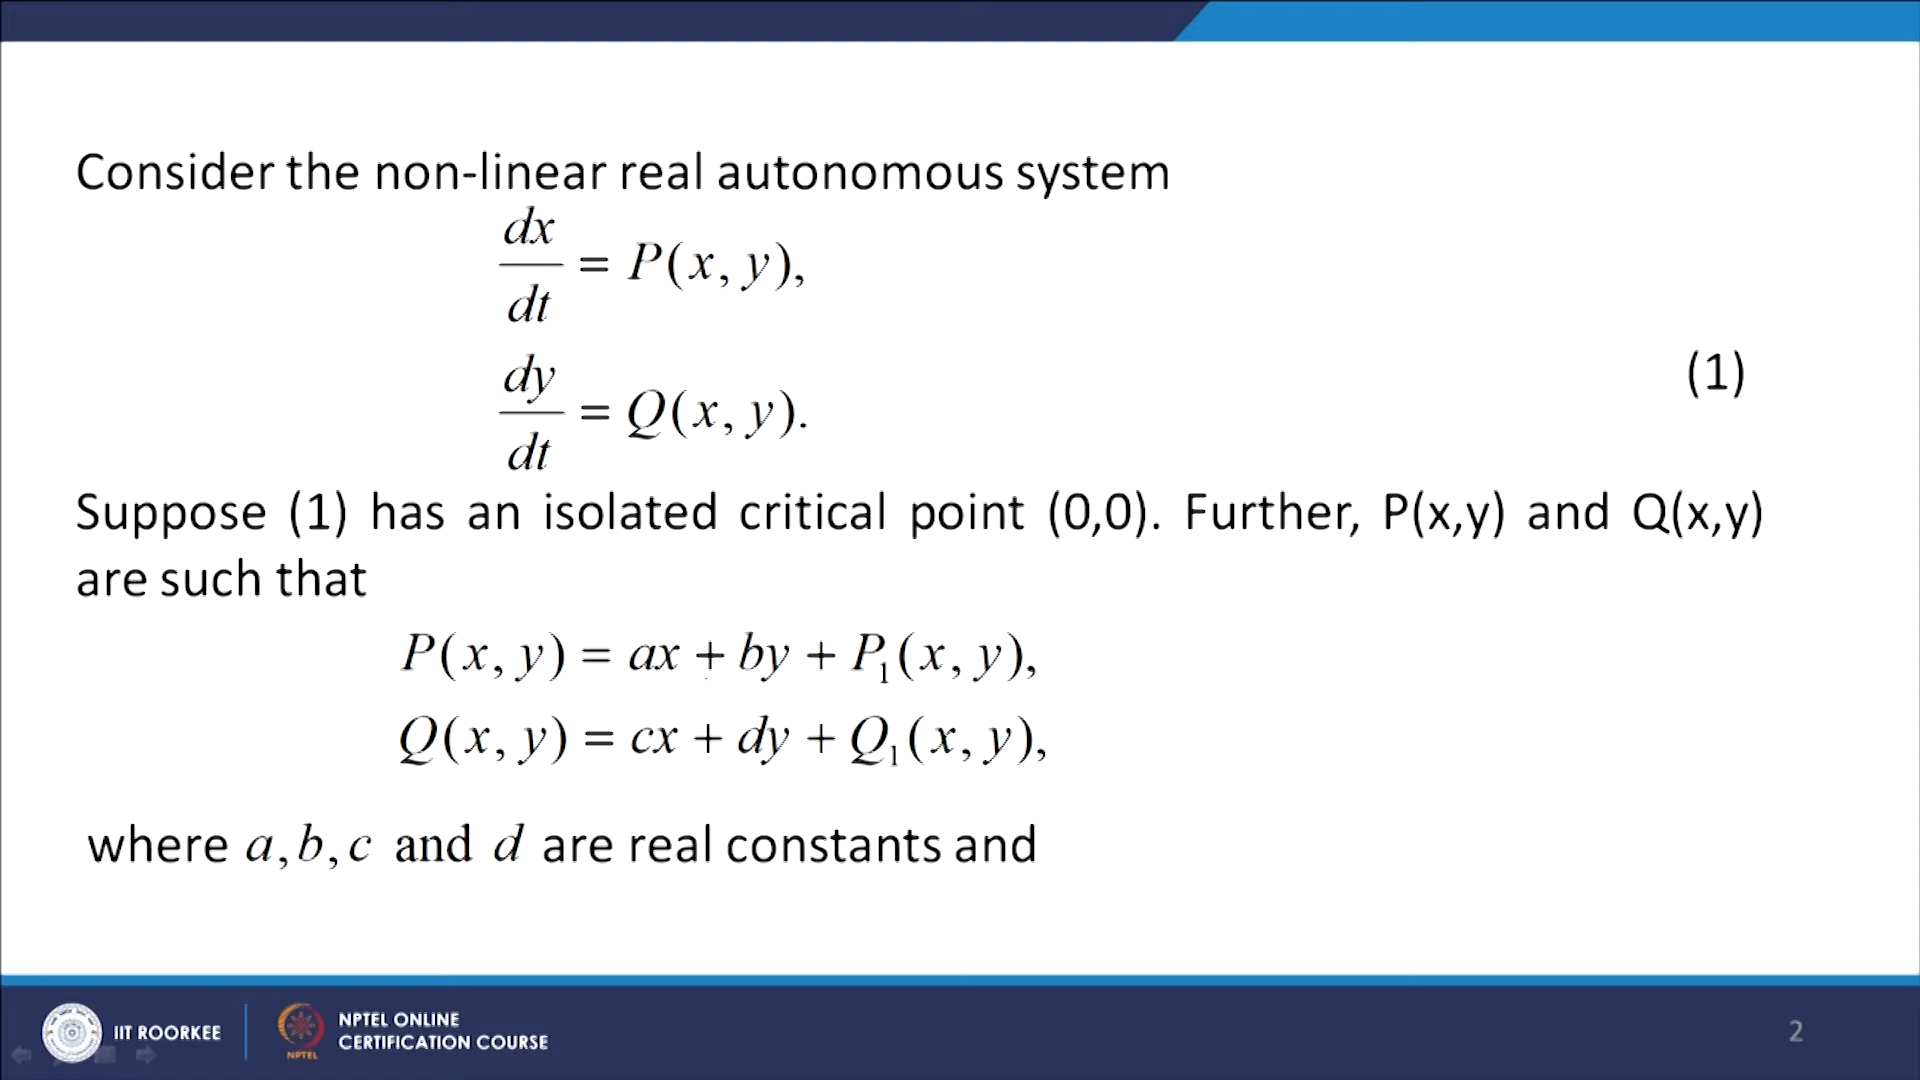 Consider the non-linear real autonomous system
dx/dt = P(x, y),
dy/dt = Q(x, y).
(1)
Suppose (1) has an isolated critical point (0,0). Further, P(x,y) and Q(x,y)
are such that
P(x, y) = ax + by + P₁(x, y),
Q(x, y) = cx + dy + Q₁(x, y),
where a, b, c and d are real constants and
IIT ROORKEE
NPTEL
NPTEL ONLINE
CERTIFICATION COURSE
2